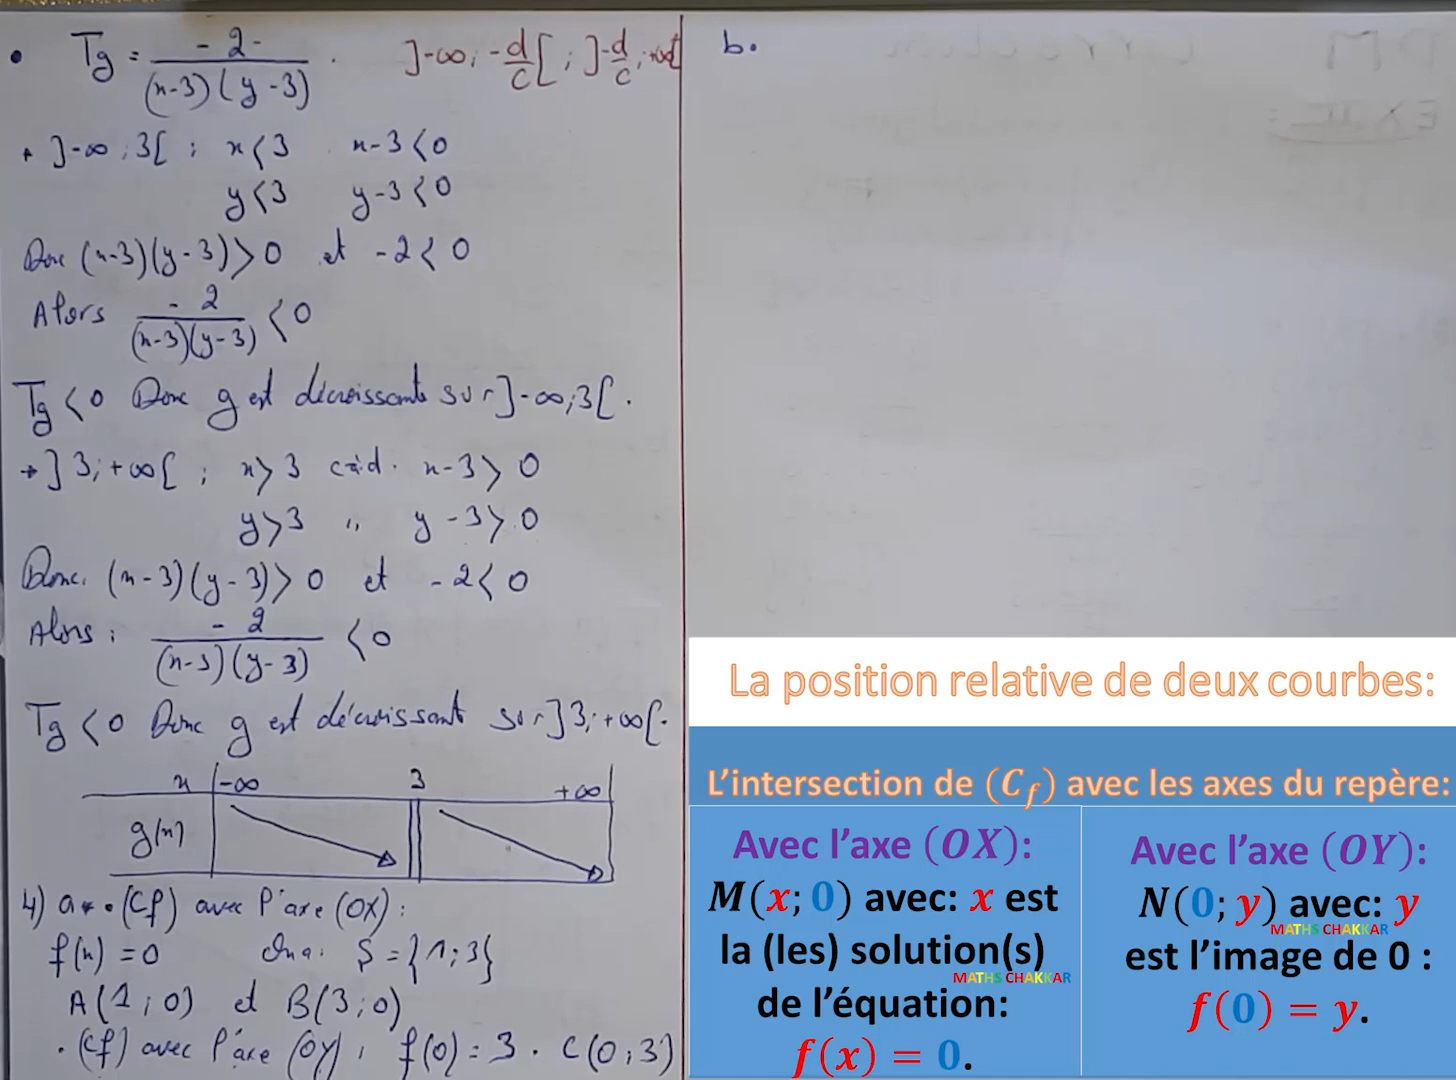 • Tg = -2 / (x-3)(y-3) . ]-∞; -d/c[ ; ]-d/c; +∞[
+ ]-∞; 3[ ; x<3 x-3<0
y<3 y-3<0
Donc (x-3)(y-3)>0 et -2<0
Alors -2 / (x-3)(y-3) <0
Tg<0 Donc g est décroissante sur ]-∞;3[.
→ ]3;+∞[ ; x>3 càd. x-3>0
y>3 " y-3>0
Donc. (x-3)(y-3)>0 et -2<0
Alors : -2 / (x-3)(y-3) <0
Tg<0 Donc g est décroissant sur ]3;+∞[.
x -∞ 3 +∞
g(x)
4) a • (Cf) avec l'axe (OX) :
f(x) = 0 On a. S = {1;3}
A(1;0) et B(3;0)
• (Cf) avec l'axe (OY) ; f(0) = 3 . C(0;3)
b.
La position relative de deux courbes:
L'intersection de (Cf) avec les axes du repère:
Avec l'axe (OX):
M(x; 0) avec: x est
la (les) solution(s)
MATHS CHAKKAR
de l'équation:
f(x) = 0.
Avec l'axe (OY):
N(0; y) avec: y
MATHS CHAKKAR
est l'image de 0 :
f(0) = y.